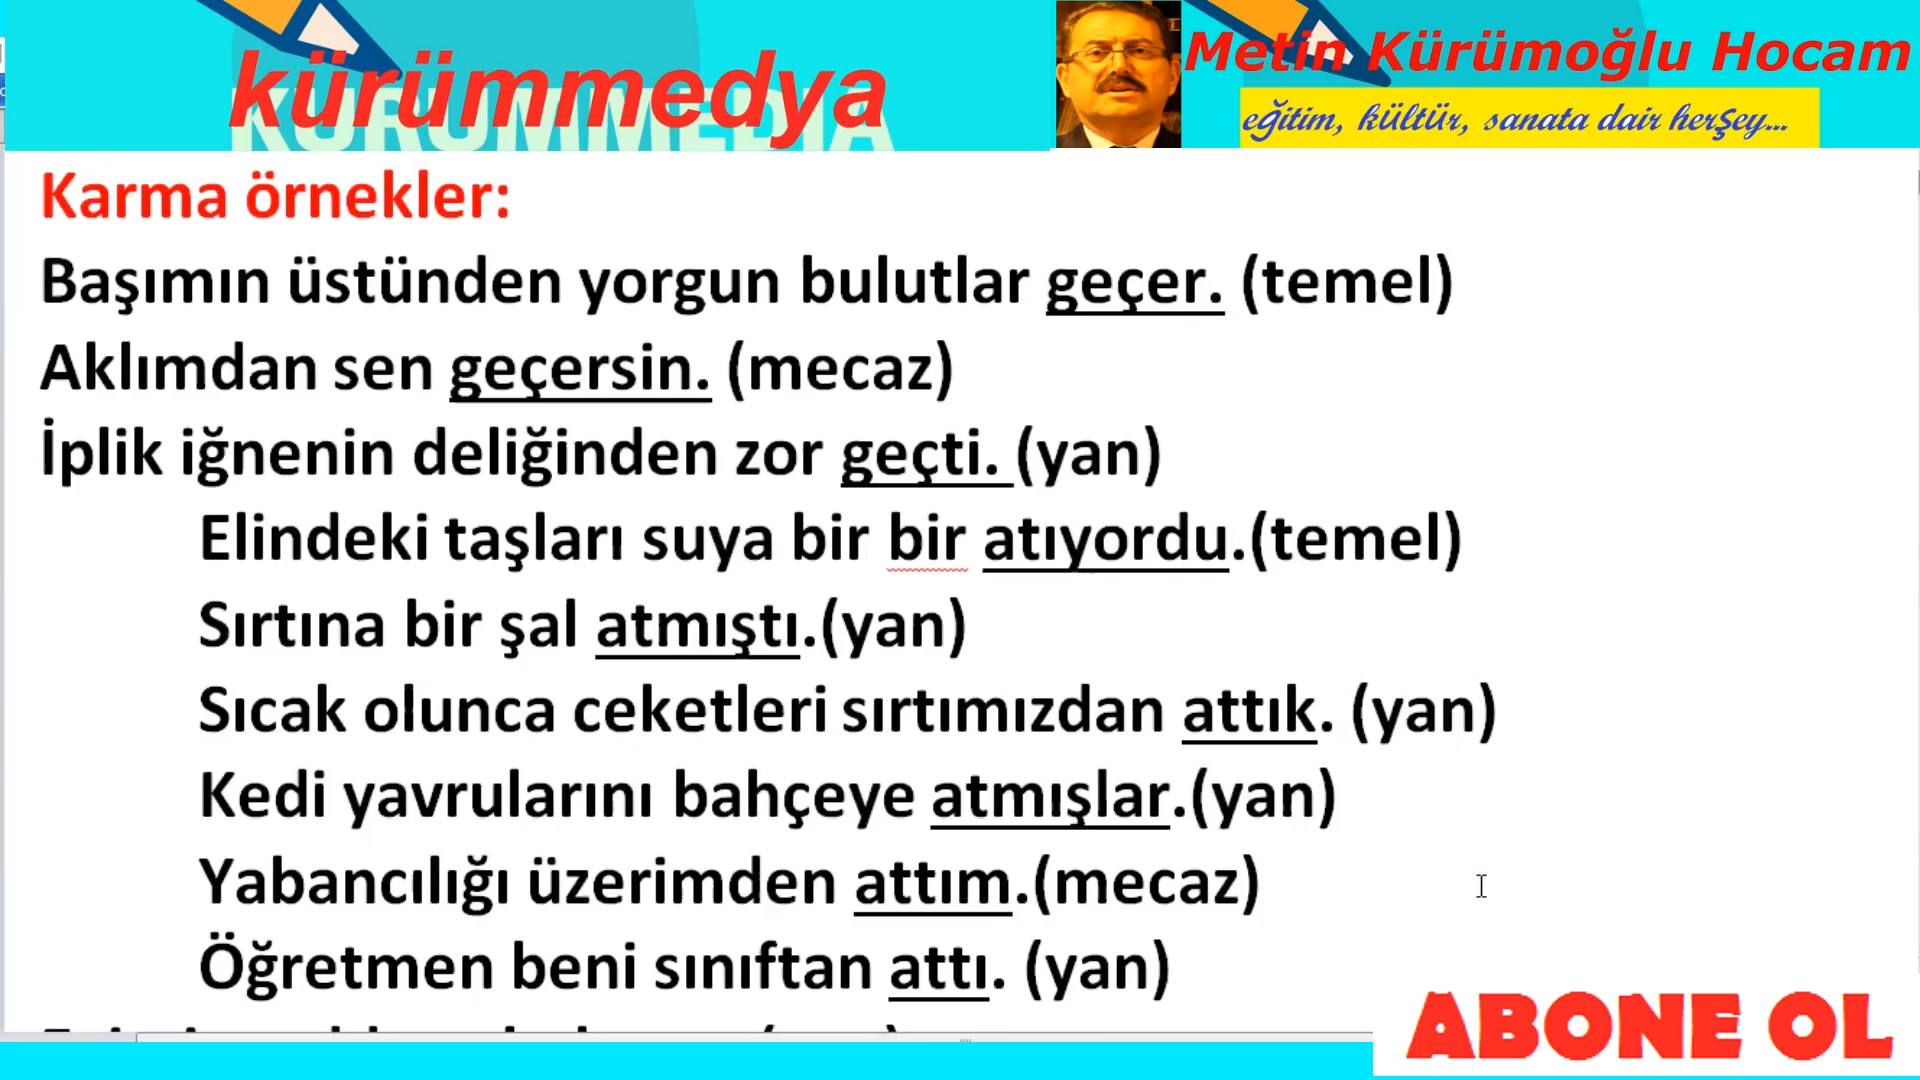 kürümmedya
KÜRÜMMEDIA
Metin Kürümoğlu Hocam
eğitim, kültür, sanata dair herşey...
Karma örnekler:
Başımın üstünden yorgun bulutlar geçer. (temel)
Aklımdan sen geçersin. (mecaz)
İplik iğnenin deliğinden zor geçti. (yan)
Elindeki taşları suya bir bir atıyordu.(temel)
Sırtına bir şal atmıştı.(yan)
Sıcak olunca ceketleri sırtımızdan attık. (yan)
Kedi yavrularını bahçeye atmışlar.(yan)
Yabancılığı üzerimden attım.(mecaz)
Öğretmen beni sınıftan attı. (yan)
ABONE OL